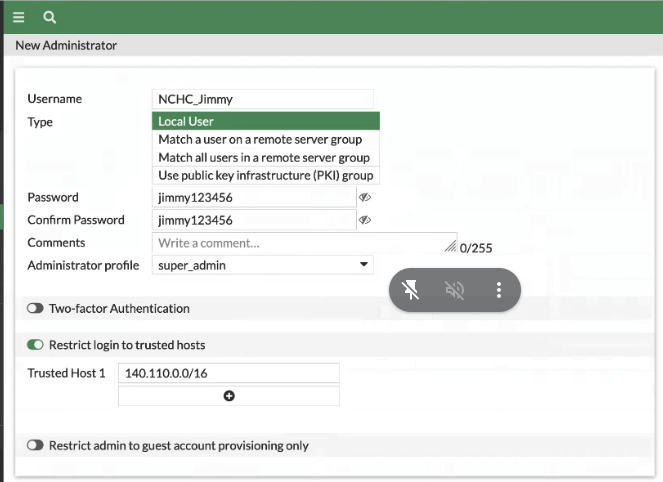 New Administrator
Username NCHC_Jimmy
Type Local User
Match a user on a remote server group
Match all users in a remote server group
Use public key infrastructure (PKI) group
Password jimmy123456
Confirm Password jimmy123456
Comments Write a comment... 0/255
Administrator profile super_admin
Two-factor Authentication
Restrict login to trusted hosts
Trusted Host 1 140.110.0.0/16
Restrict admin to guest account provisioning only